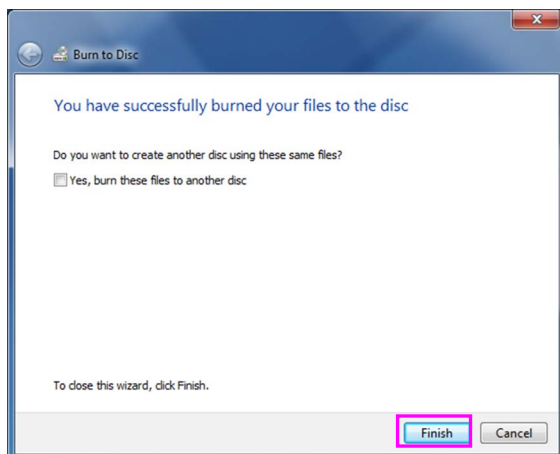 Burn to Disc
You have successfully burned your files to the disc
Do you want to create another disc using these same files?
Yes, burn these files to another disc
To close this wizard, click Finish.
Finish
Cancel